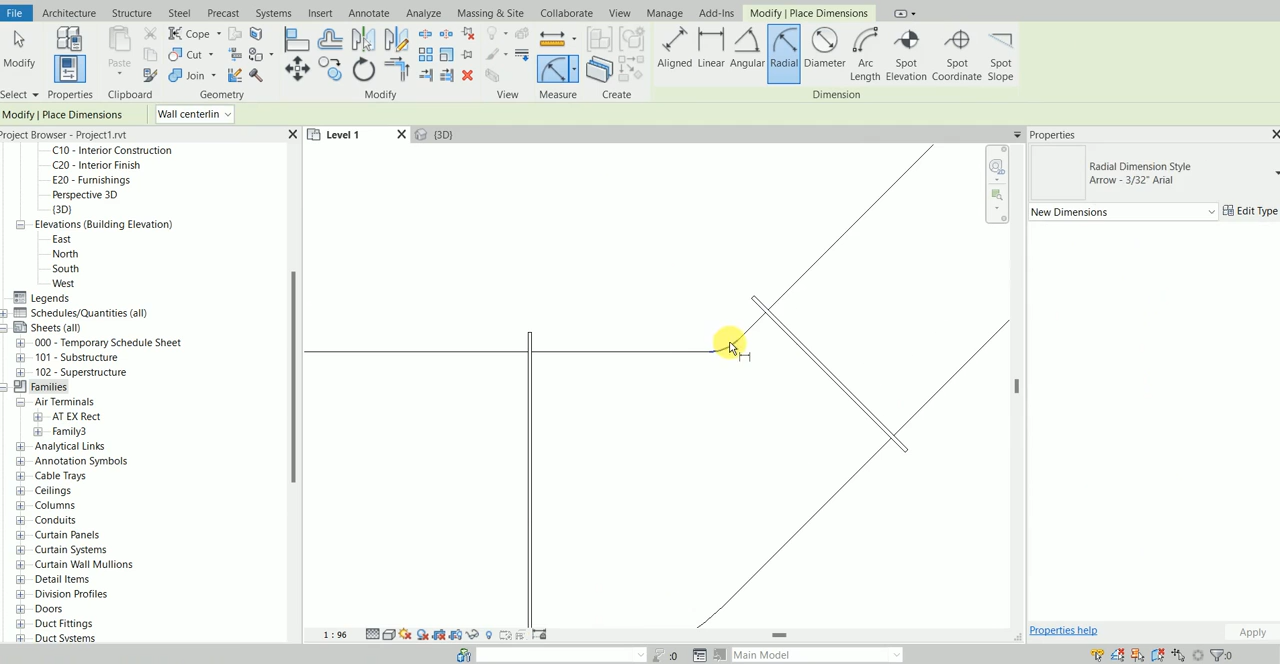 File Architecture Structure Steel Precast Systems Insert Annotate Analyze Massing & Site Collaborate View Manage Add-Ins Modify | Place Dimensions
Modify Paste Cope Cut Join Aligned Linear Angular Radial Diameter Arc Length Spot Elevation Spot Coordinate Spot Slope
Select Properties Clipboard Geometry Modify View Measure Create Dimension
Modify | Place Dimensions Wall centerlin
Project Browser - Project1.rvt Level 1 {3D} Properties
C10 - Interior Construction
C20 - Interior Finish
E20 - Furnishings
Perspective 3D
{3D}
Elevations (Building Elevation)
East
North
South
West
Legends
Schedules/Quantities (all)
Sheets (all)
000 - Temporary Schedule Sheet
101 - Substructure
102 - Superstructure
Families
Air Terminals
AT EX Rect
Family3
Analytical Links
Annotation Symbols
Cable Trays
Ceilings
Columns
Conduits
Curtain Panels
Curtain Systems
Curtain Wall Mullions
Detail Items
Division Profiles
Doors
Duct Fittings
Duct Systems
Radial Dimension Style
Arrow - 3/32" Arial
New Dimensions Edit Type
Properties help Apply
1 : 96
:0 Main Model :0